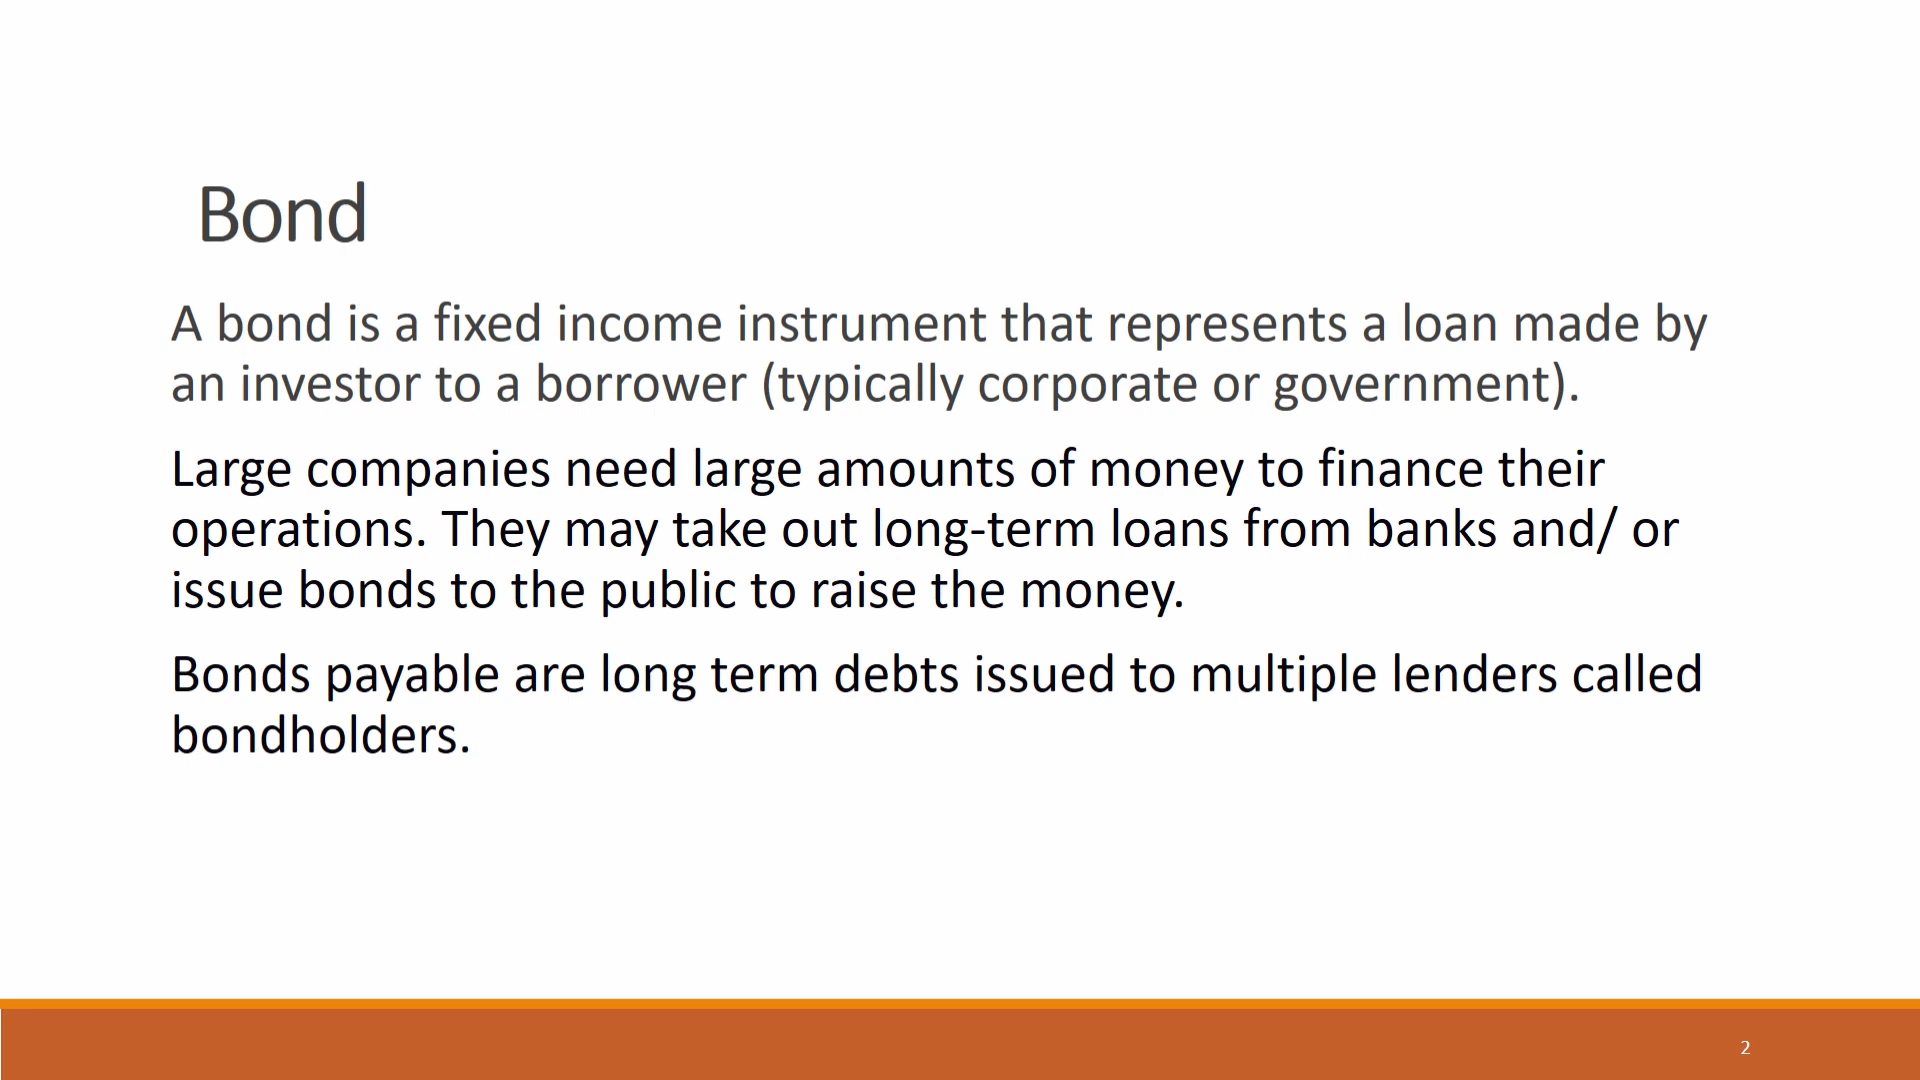 Bond
A bond is a fixed income instrument that represents a loan made by
an investor to a borrower (typically corporate or government).
Large companies need large amounts of money to finance their
operations. They may take out long-term loans from banks and/ or
issue bonds to the public to raise the money.
Bonds payable are long term debts issued to multiple lenders called
bondholders.
2